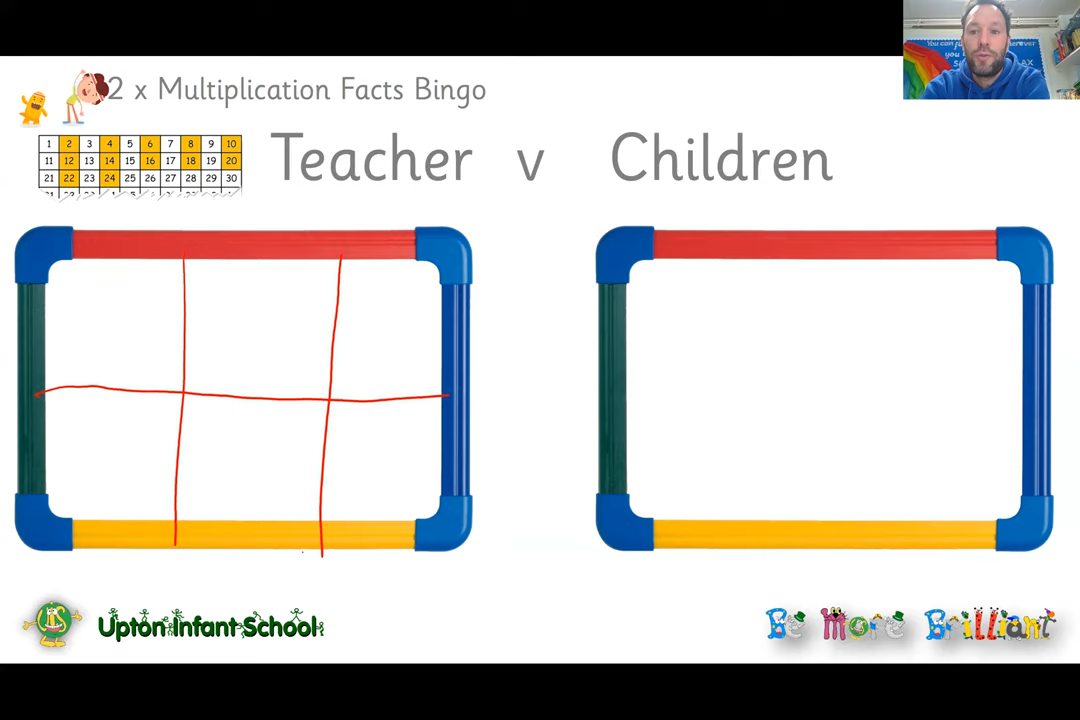 2 x Multiplication Facts Bingo
Teacher v Children
1 2 3 4 5 6 7 8 9 10
11 12 13 14 15 16 17 18 19 20
21 22 23 24 25 26 27 28 29 30
You can
Upton Infant School
Be More Brilliant